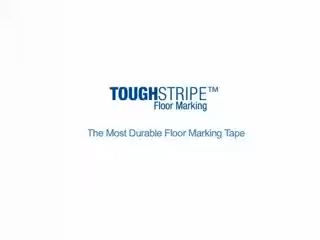 TOUGHSTRIPE™
Floor Marking
The Most Durable Floor Marking Tape